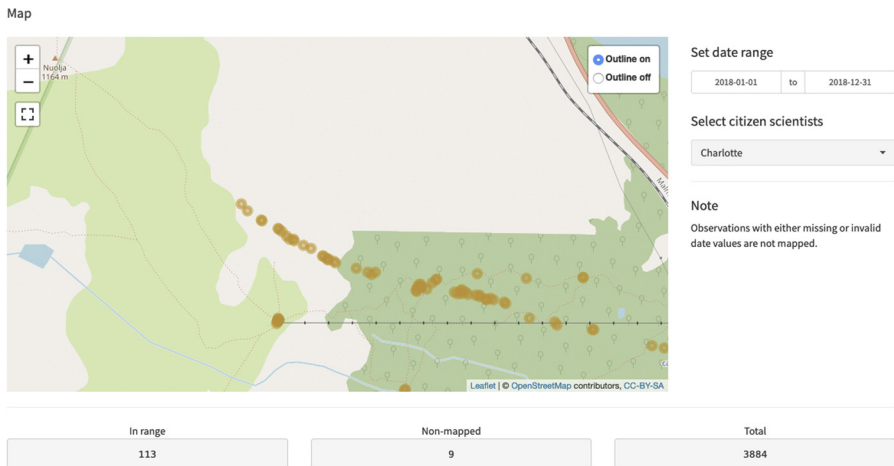 Map
+
−
Nuolja
1164 m
Outline on
Outline off
Leaflet | © OpenStreetMap contributors, CC-BY-SA
Set date range
2018-01-01 to 2018-12-31
Select citizen scientists
Charlotte
Note
Observations with either missing or invalid
date values are not mapped.
In range
113
Non-mapped
9
Total
3884